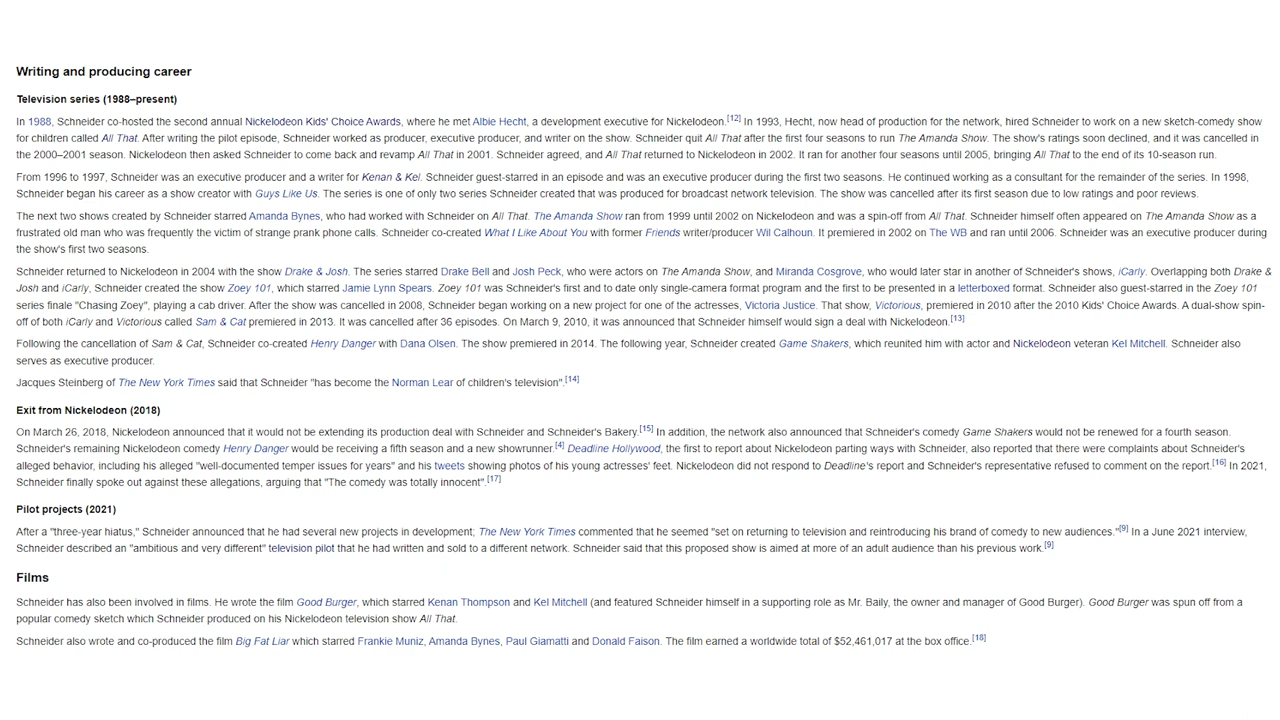 Writing and producing career
Television series (1988–present)
In 1988, Schneider co-hosted the second annual Nickelodeon Kids' Choice Awards, where he met Albie Hecht, a development executive for Nickelodeon.[12] In 1993, Hecht, now head of production for the network, hired Schneider to work on a new sketch-comedy show
for children called All That. After writing the pilot episode, Schneider worked as producer, executive producer, and writer on the show. Schneider quit All That after the first four seasons to run The Amanda Show. The show's ratings soon declined, and it was cancelled in
the 2000–2001 season. Nickelodeon then asked Schneider to come back and revamp All That in 2001. Schneider agreed, and All That returned to Nickelodeon in 2002. It ran for another four seasons until 2005, bringing All That to the end of its 10-season run.
From 1996 to 1997, Schneider was an executive producer and a writer for Kenan & Kel. Schneider guest-starred in an episode and was an executive producer during the first two seasons. He continued working as a consultant for the remainder of the series. In 1998,
Schneider began his career as a show creator with Guys Like Us. The series is one of only two series Schneider created that was produced for broadcast network television. The show was cancelled after its first season due to low ratings and poor reviews.
The next two shows created by Schneider starred Amanda Bynes, who had worked with Schneider on All That. The Amanda Show ran from 1999 until 2002 on Nickelodeon and was a spin-off from All That. Schneider himself often appeared on The Amanda Show as a
frustrated old man who was frequently the victim of strange prank phone calls. Schneider co-created What I Like About You with former Friends writer/producer Wil Calhoun. It premiered in 2002 on The WB and ran until 2006. Schneider was an executive producer during
the show's first two seasons.
Schneider returned to Nickelodeon in 2004 with the show Drake & Josh. The series starred Drake Bell and Josh Peck, who were actors on The Amanda Show, and Miranda Cosgrove, who would later star in another of Schneider's shows, iCarly. Overlapping both Drake &
Josh and iCarly, Schneider created the show Zoey 101, which starred Jamie Lynn Spears. Zoey 101 was Schneider's first and to date only single-camera format program and the first to be presented in a letterboxed format. Schneider also guest-starred in the Zoey 101
series finale "Chasing Zoey", playing a cab driver. After the show was cancelled in 2008, Schneider began working on a new project for one of the actresses, Victoria Justice. That show, Victorious, premiered in 2010 after the 2010 Kids' Choice Awards. A dual-show spin-
off of both iCarly and Victorious called Sam & Cat premiered in 2013. It was cancelled after 36 episodes. On March 9, 2010, it was announced that Schneider himself would sign a deal with Nickelodeon.[13]
Following the cancellation of Sam & Cat, Schneider co-created Henry Danger with Dana Olsen. The show premiered in 2014. The following year, Schneider created Game Shakers, which reunited him with actor and Nickelodeon veteran Kel Mitchell. Schneider also
serves as executive producer.
Jacques Steinberg of The New York Times said that Schneider "has become the Norman Lear of children's television".[14]
Exit from Nickelodeon (2018)
On March 26, 2018, Nickelodeon announced that it would not be extending its production deal with Schneider and Schneider's Bakery.[15] In addition, the network also announced that Schneider's comedy Game Shakers would not be renewed for a fourth season.
Schneider's remaining Nickelodeon comedy Henry Danger would be receiving a fifth season and a new showrunner.[4] Deadline Hollywood, the first to report about Nickelodeon parting ways with Schneider, also reported that there were complaints about Schneider's
alleged behavior, including his alleged "well-documented temper issues for years" and his tweets showing photos of his young actresses' feet. Nickelodeon did not respond to Deadline's report and Schneider's representative refused to comment on the report.[16] In 2021,
Schneider finally spoke out against these allegations, arguing that "The comedy was totally innocent".[17]
Pilot projects (2021)
After a "three-year hiatus," Schneider announced that he had several new projects in development; The New York Times commented that he seemed "set on returning to television and reintroducing his brand of comedy to new audiences."[9] In a June 2021 interview,
Schneider described an "ambitious and very different" television pilot that he had written and sold to a different network. Schneider said that this proposed show is aimed at more of an adult audience than his previous work.[9]
Films
Schneider has also been involved in films. He wrote the film Good Burger, which starred Kenan Thompson and Kel Mitchell (and featured Schneider himself in a supporting role as Mr. Baily, the owner and manager of Good Burger). Good Burger was spun off from a
popular comedy sketch which Schneider produced on his Nickelodeon television show All That.
Schneider also wrote and co-produced the film Big Fat Liar which starred Frankie Muniz, Amanda Bynes, Paul Giamatti and Donald Faison. The film earned a worldwide total of $52,461,017 at the box office.[18]